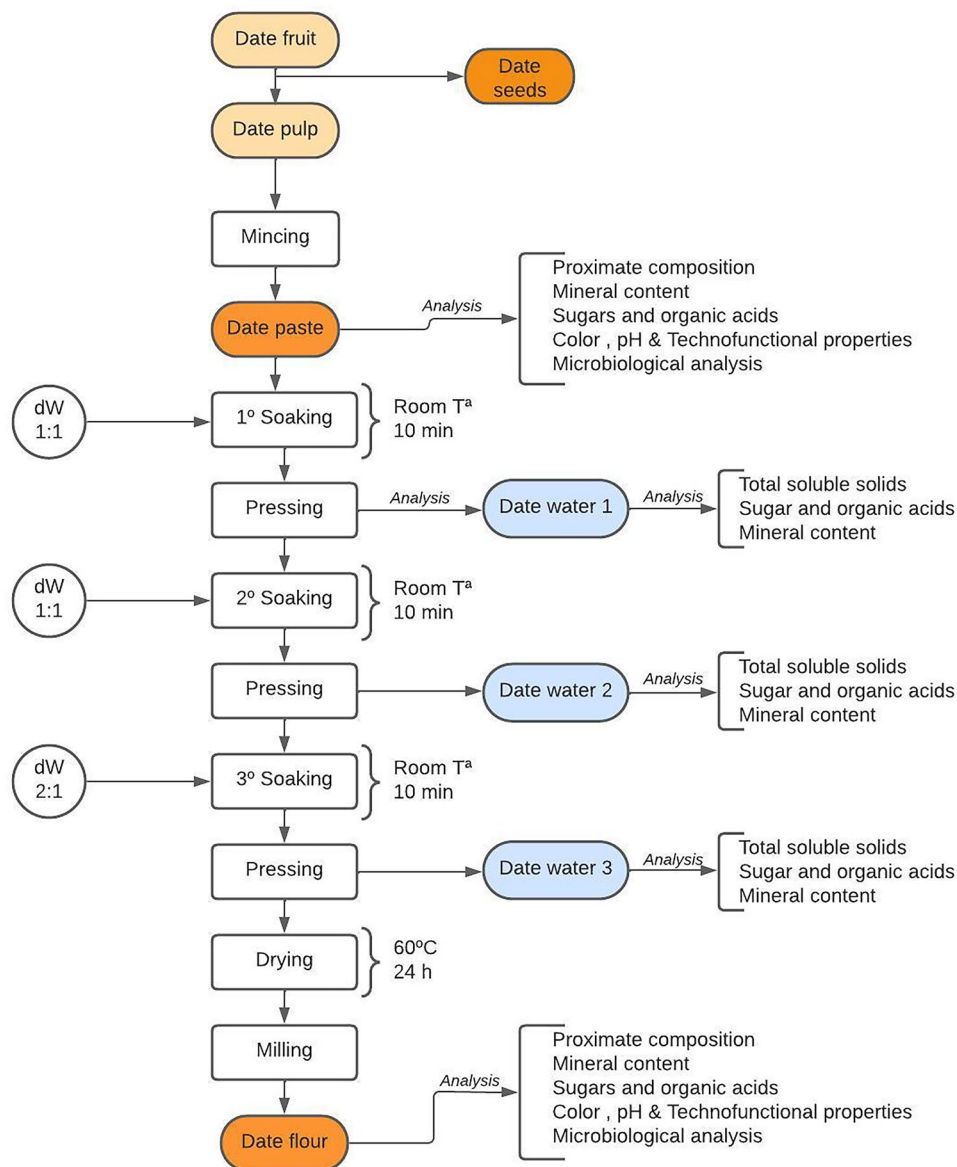 Date fruit
Date
seeds
Date pulp
Mincing
Date paste
Analysis
Proximate composition
Mineral content
Sugars and organic acids
Color , pH & Technofunctional properties
Microbiological analysis
dW
1:1
1º Soaking
Room Tª
10 min
Pressing
Analysis
Date water 1
Analysis
Total soluble solids
Sugar and organic acids
Mineral content
dW
1:1
2º Soaking
Room Tª
10 min
Pressing
Date water 2
Analysis
Total soluble solids
Sugar and organic acids
Mineral content
dW
2:1
3º Soaking
Room Tª
10 min
Pressing
Date water 3
Analysis
Total soluble solids
Sugar and organic acids
Mineral content
Drying
60ºC
24 h
Milling
Date flour
Analysis
Proximate composition
Mineral content
Sugars and organic acids
Color , pH & Technofunctional properties
Microbiological analysis